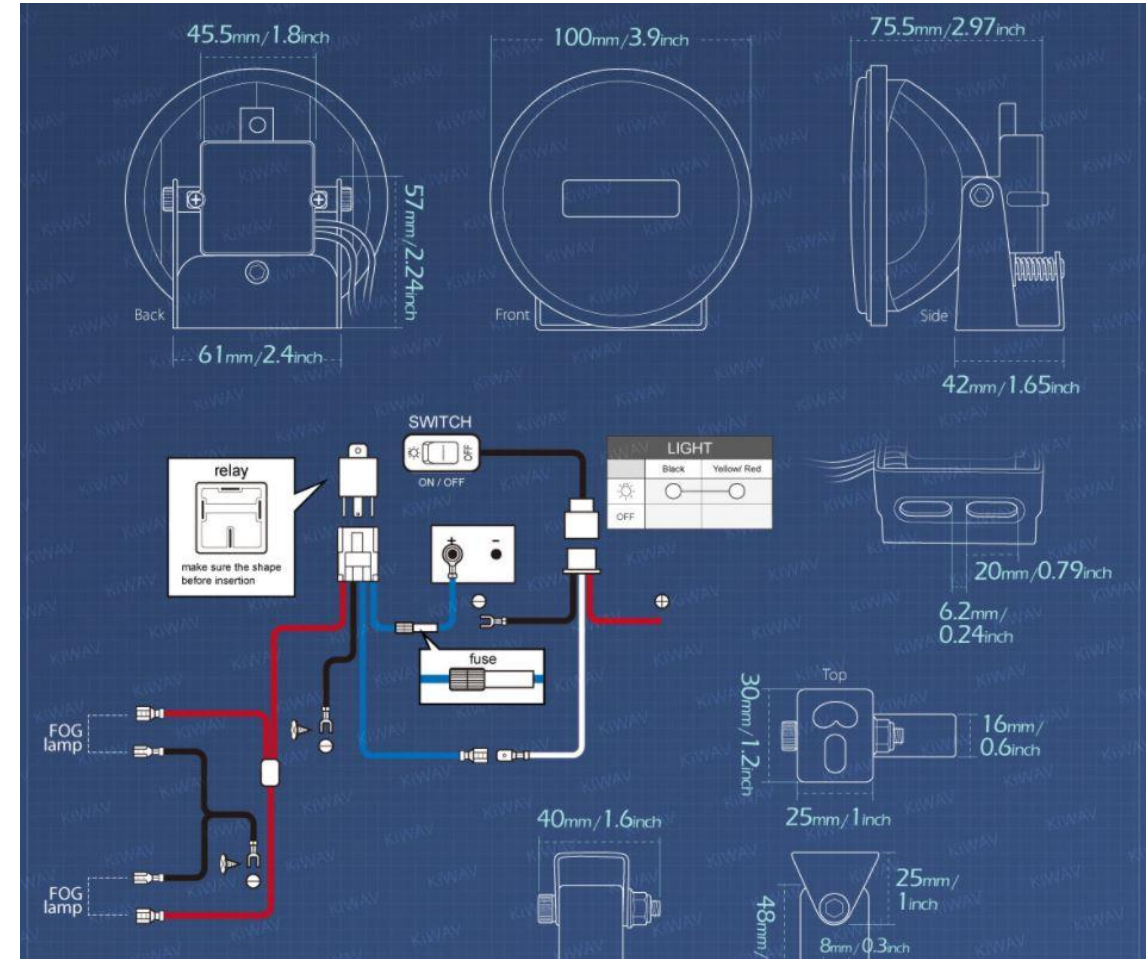 45.5mm/1.8inch
100mm/3.9inch
75.5mm/2.97inch
57mm/2.24inch
Back
Front
Side
61mm/2.4inch
42mm/1.65inch
SWITCH
OFF
ON / OFF
relay
make sure the shape
before insertion
LIGHT
Black
Yellow/ Red
OFF
+
-
fuse
20mm/0.79inch
6.2mm/
0.24inch
FOG
lamp
FOG
lamp
Top
30mm/1.2inch
16mm/
0.6inch
25mm/1inch
40mm/1.6inch
25mm/
1inch
48mm/
8mm/0.3inch
KiWAV